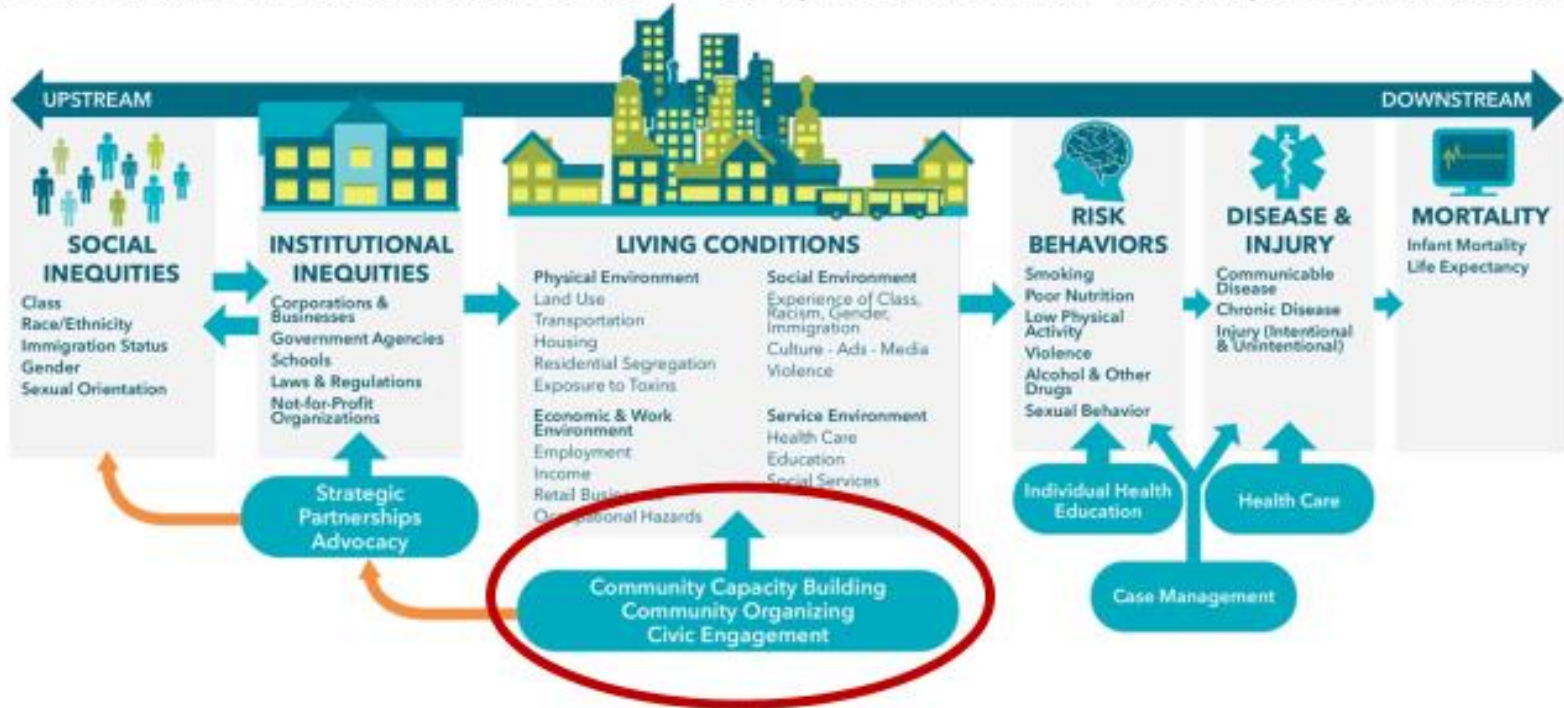 UPSTREAM
DOWNSTREAM
SOCIAL
INEQUITIES
Class
Race/Ethnicity
Immigration Status
Gender
Sexual Orientation
INSTITUTIONAL
INEQUITIES
Corporations &
Businesses
Government Agencies
Schools
Laws & Regulations
Not-for-Profit
Organizations
LIVING CONDITIONS
Physical Environment
Land Use
Transportation
Housing
Residential Segregation
Exposure to Toxins
Economic & Work
Environment
Employment
Income
Retail
Occupational Hazards
Social Environment
Experience of Class,
Racism, Gender,
Immigration
Culture - Ads - Media
Violence
Service Environment
Health Care
Education
Social Services
RISK
BEHAVIORS
Smoking
Poor Nutrition
Low Physical
Activity
Violence
Alcohol & Other
Drugs
Sexual Behavior
DISEASE &
INJURY
Communicable
Disease
Chronic Disease
Injury (Intentional
& Unintentional)
MORTALITY
Infant Mortality
Life Expectancy
Strategic
Partnerships
Advocacy
Community Capacity Building
Community Organizing
Civic Engagement
Individual Health
Education
Health Care
Case Management